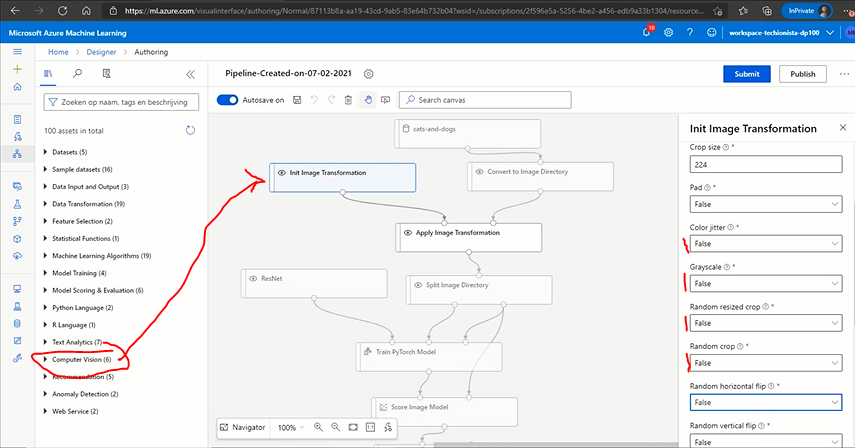 https://ml.azure.com/visualinterface/authoring/Normal/87113b8a-aa19-43cd-9ab5-83e64b732b04?wsid=/subscriptions/2f596e5a-5256-4be2-a456-edb9a33b1304/resource...
InPrivate
Microsoft Azure Machine Learning
10
workspace-techionista-dp100
Home > Designer > Authoring
Pipeline-Created-on-07-02-2021
Submit
Publish
Zoeken op naam, tags en beschrijving
Autosave on
Search canvas
100 assets in total
Datasets (5)
Sample datasets (16)
Data Input and Output (3)
Data Transformation (19)
Feature Selection (2)
Statistical Functions (1)
Machine Learning Algorithms (19)
Model Training (4)
Model Scoring & Evaluation (6)
Python Language (2)
R Language (1)
Text Analytics (7)
Computer Vision (6)
Recommendation (5)
Anomaly Detection (2)
Web Service (2)
cats-and-dogs
Init Image Transformation
Convert to Image Directory
Apply Image Transformation
ResNet
Split Image Directory
Train PyTorch Model
Score Image Model
Navigator
100%
Init Image Transformation
Crop size *
224
Pad *
False
Color jitter *
False
Grayscale *
False
Random resized crop *
False
Random crop *
False
Random horizontal flip *
False
Random vertical flip *
False